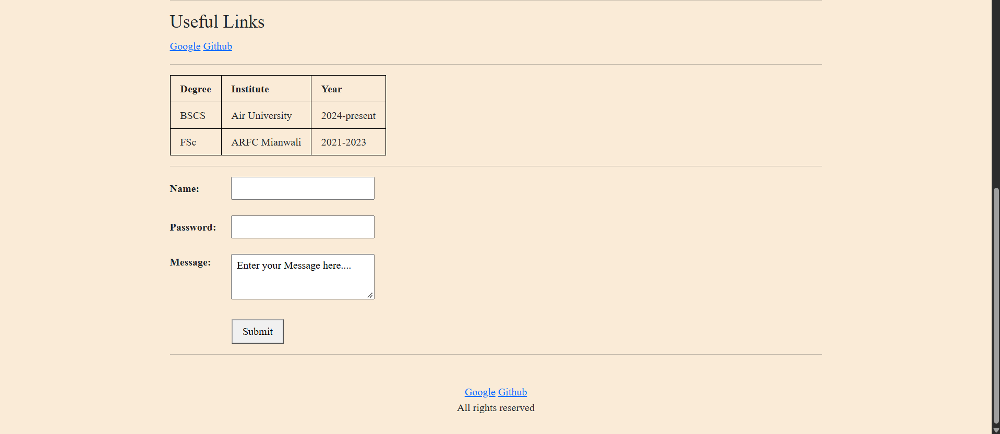 Useful Links
Google Github
Degree Institute Year
BSCS Air University 2024-present
FSc ARFC Mianwali 2021-2023
Name:
Password:
Message: Enter your Message here....
Submit
Google Github
All rights reserved